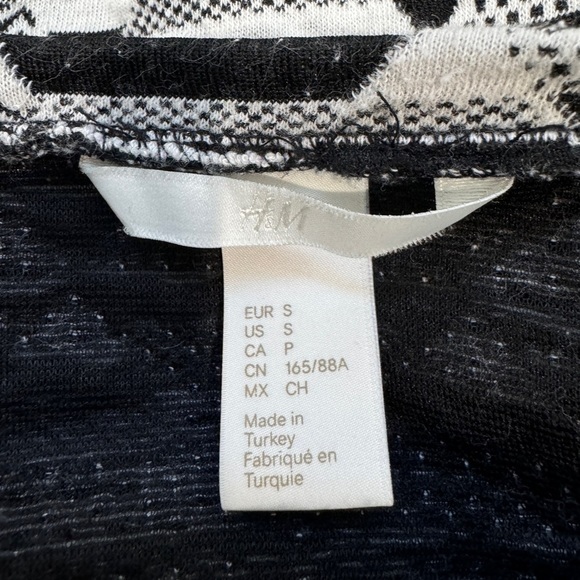 H&M
EUR S
US S
CA P
CN 165/88A
MX CH
Made in
Turkey
Fabriqué en
Turquie